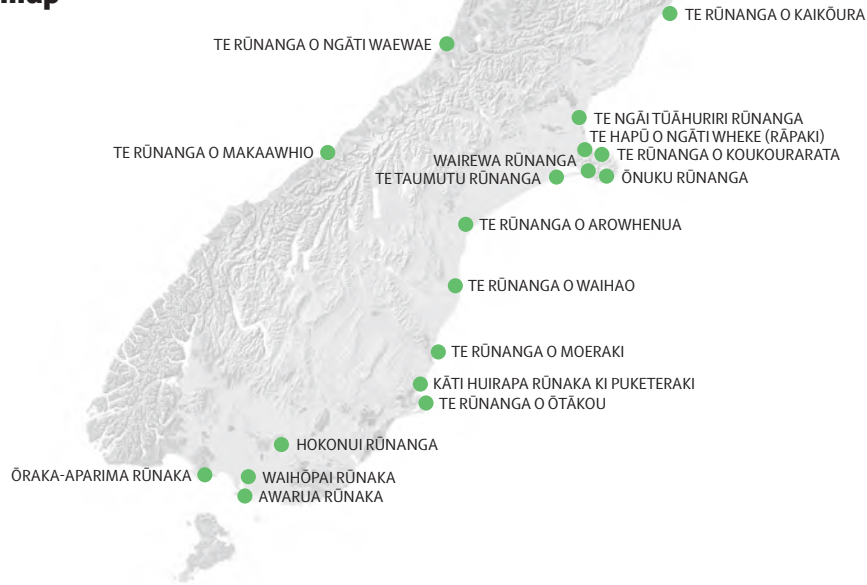 map
TE RŪNANGA O KAIKŌURA
TE RŪNANGA O NGĀTI WAEWAE
TE NGĀI TŪĀHURIRI RŪNANGA
TE HAPŪ O NGĀTI WHEKE (RĀPAKI)
TE RŪNANGA O MAKAAWHIO
TE RŪNANGA O KOUKOURARATA
WAIREWA RŪNANGA
TE TAUMUTU RŪNANGA
ŌNUKU RŪNANGA
TE RŪNANGA O AROWHENUA
TE RŪNANGA O WAIHAO
TE RŪNANGA O MOERAKI
KĀTI HUIRAPA RŪNAKA KI PUKETERAKI
TE RŪNANGA O ŌTĀKOU
HOKONUI RŪNANGA
ŌRAKA-APARIMA RŪNAKA
WAIHŌPAI RŪNAKA
AWARUA RŪNAKA